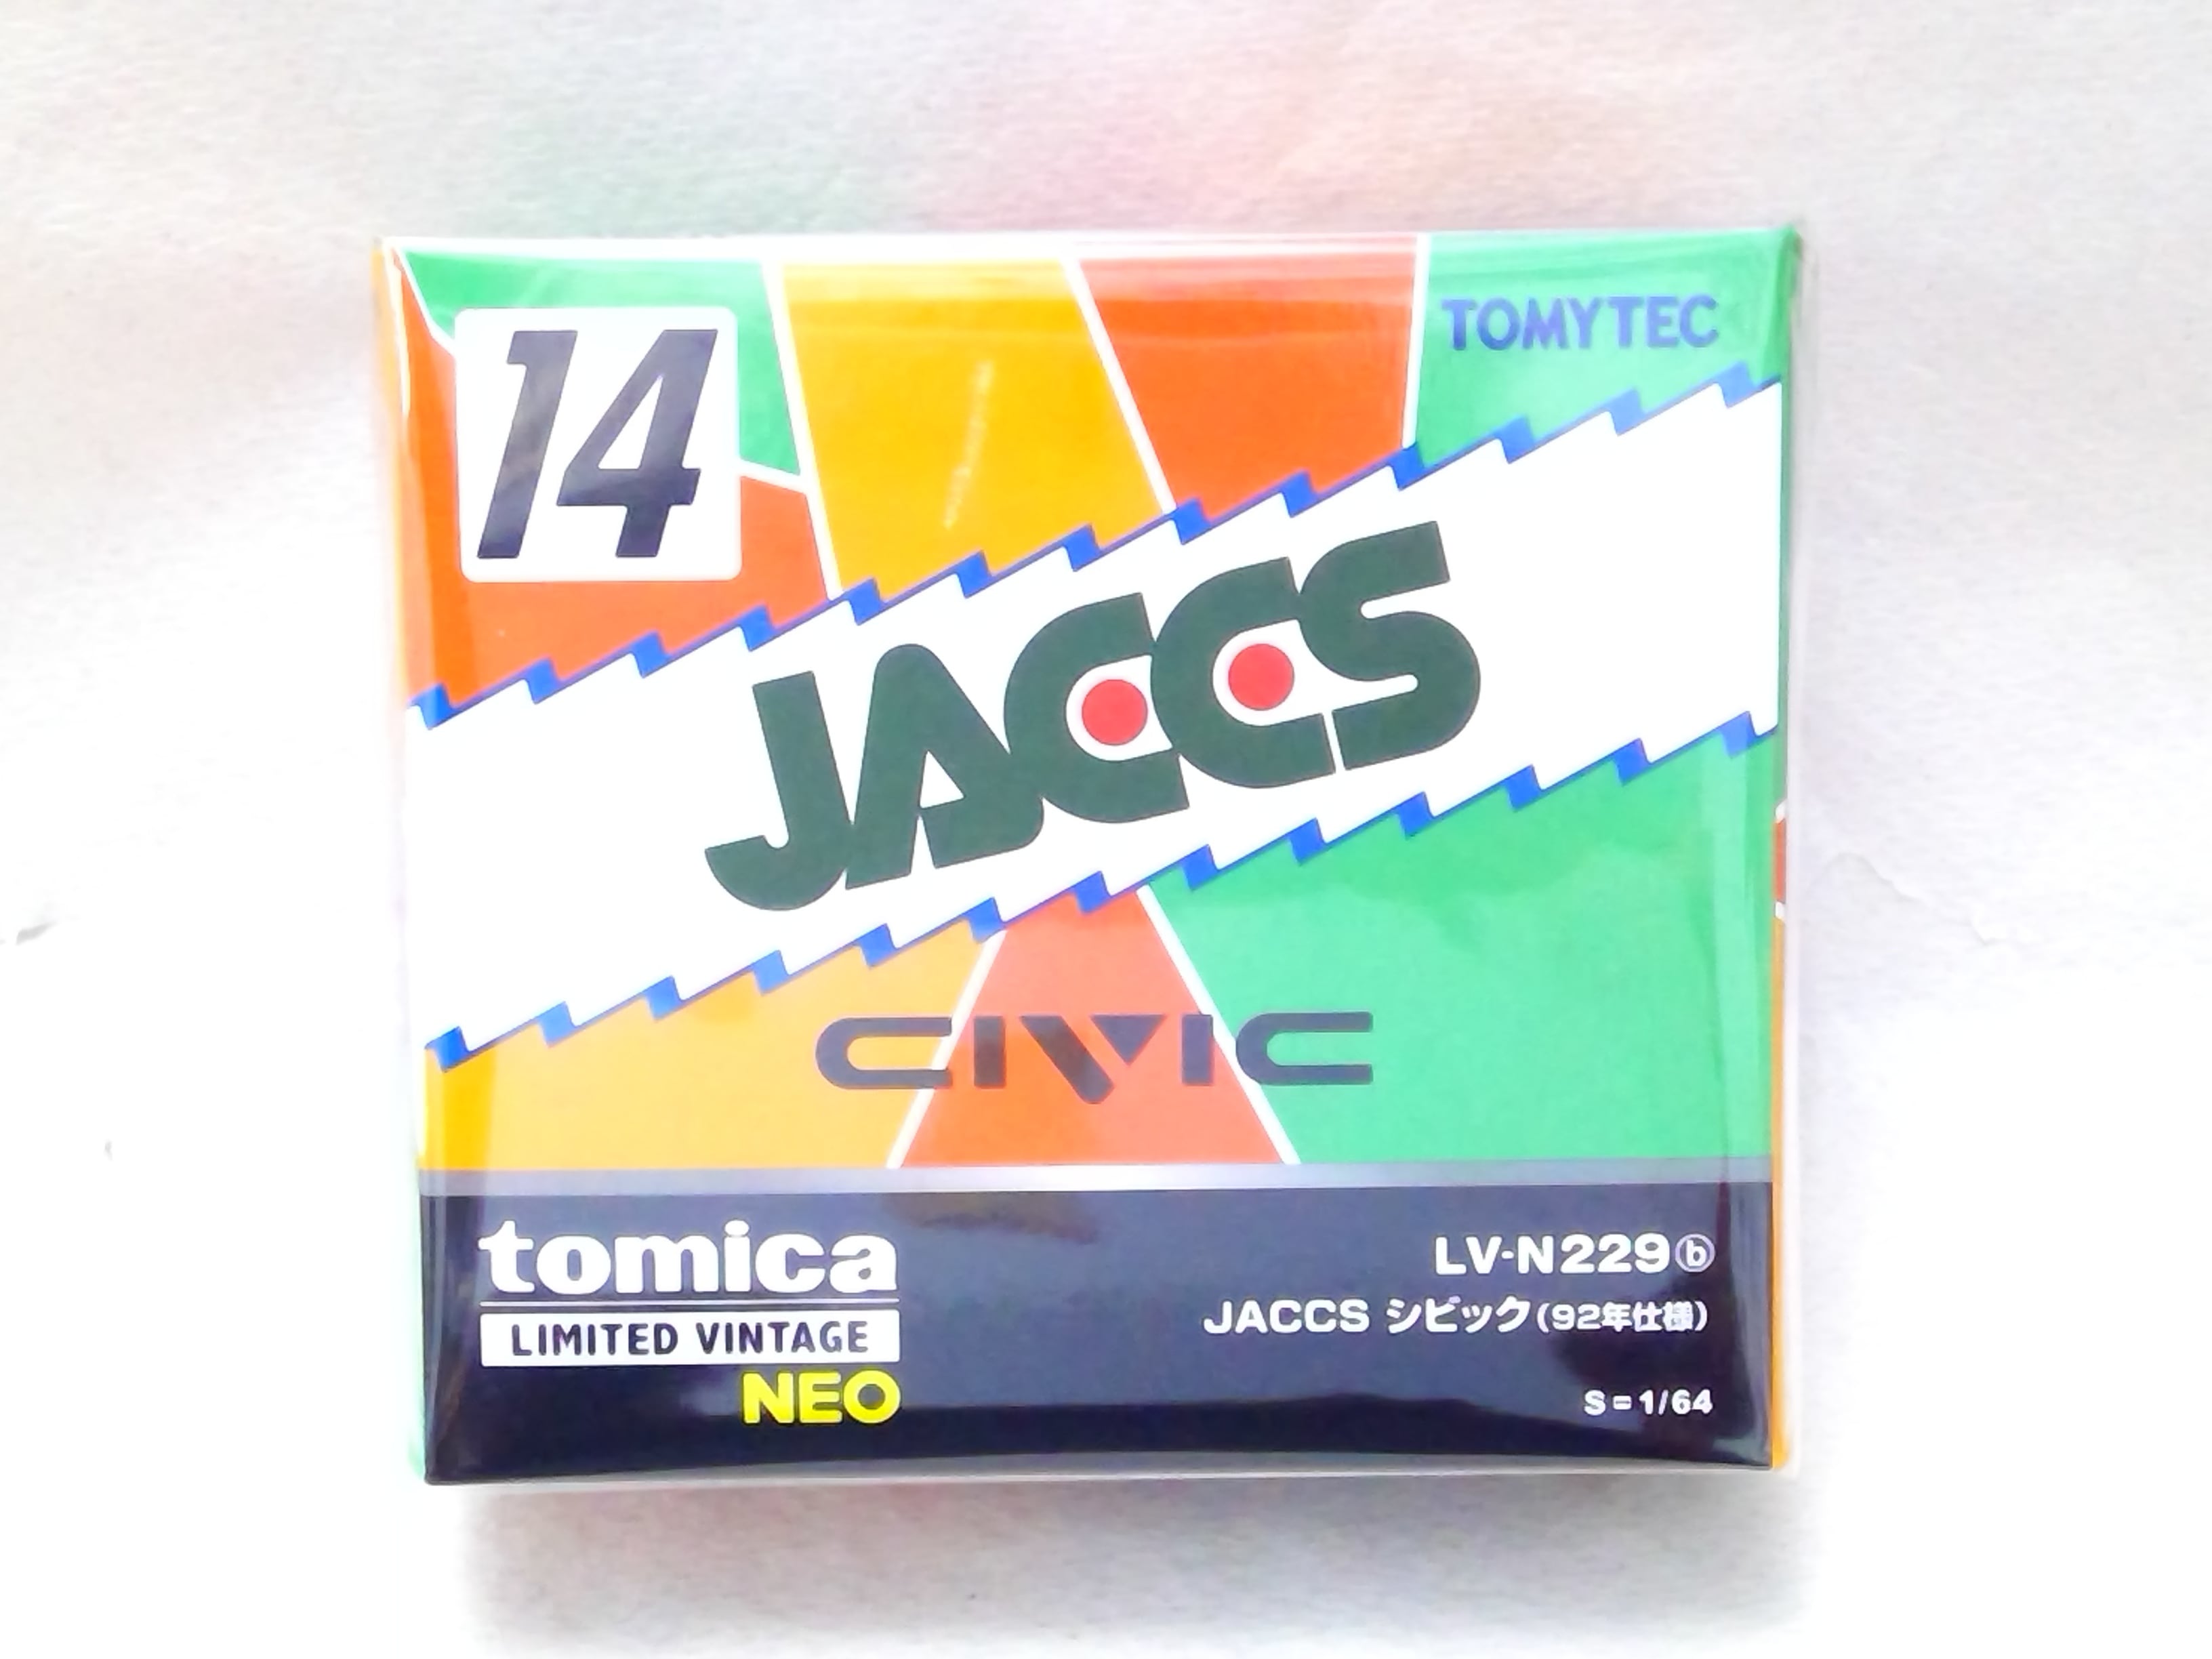 14
TOMYTEC
JACCS
CIVIC
tomica
LIMITED VINTAGE
NEO
LV-N229ⓑ
JACCS シビック(92年仕様)
S=1/64